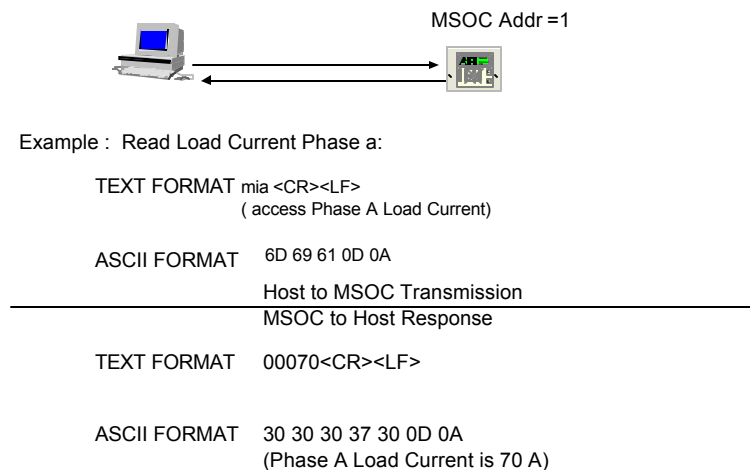 MSOC Addr =1
Example : Read Load Current Phase a:
TEXT FORMAT mia <CR><LF>
( access Phase A Load Current)
ASCII FORMAT 6D 69 61 0D 0A
Host to MSOC Transmission
MSOC to Host Response
TEXT FORMAT 00070<CR><LF>
ASCII FORMAT 30 30 30 37 30 0D 0A
(Phase A Load Current is 70 A)